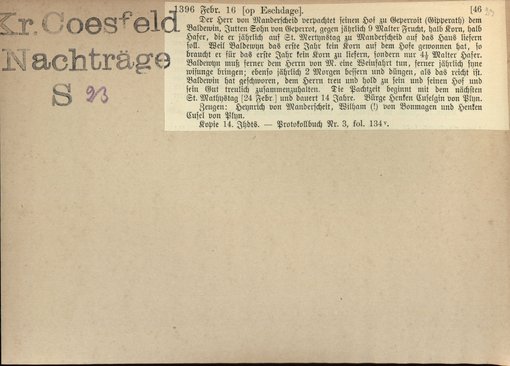 Kr. Coesfeld
Nachträge
S 23
1396 Febr. 16 [op Eschdage]. [46
Der Herr von Manderscheid verpachtet seinen Hof zu Geperroit (Gipperath) dem
Baldewin, Jutten Sohn von Geperrot, gegen jährlich 9 Malter Frucht, halb Korn, halb
Hafer, die er jährlich auf St. Mertynstag zu Manderscheid auf das Haus liefern
soll. Weil Baldewyn das erste Jahr kein Korn auf dem Hofe gewonnen hat, so
braucht er für das erste Jahr kein Korn zu liefern, sondern nur 4½ Malter Hafer.
Baldewyn muß ferner dem Herrn von M. eine Weinfahrt tun, ferner jährlich syne
wisunge bringen; ebenso jährlich 2 Morgen bessern und düngen, als das reicht ist.
Baldewin hat geschworen, dem Herrn treu und hold zu sein und seinen Hof und
sein Gut treulich zusammenzuhalten. Die Pachtzeit beginnt mit dem nächsten
St. Mathystag [24 Febr.] und dauert 14 Jahre. Bürge Henken Cuselgin von Plyn.
Zeugen: Heynrich von Manderscheit, Wilham (!) von Bonmagen und Henken
Cusel von Plyn.
Kopie 14. Jhdts. — Protokollbuch Nr. 3, fol. 134v.